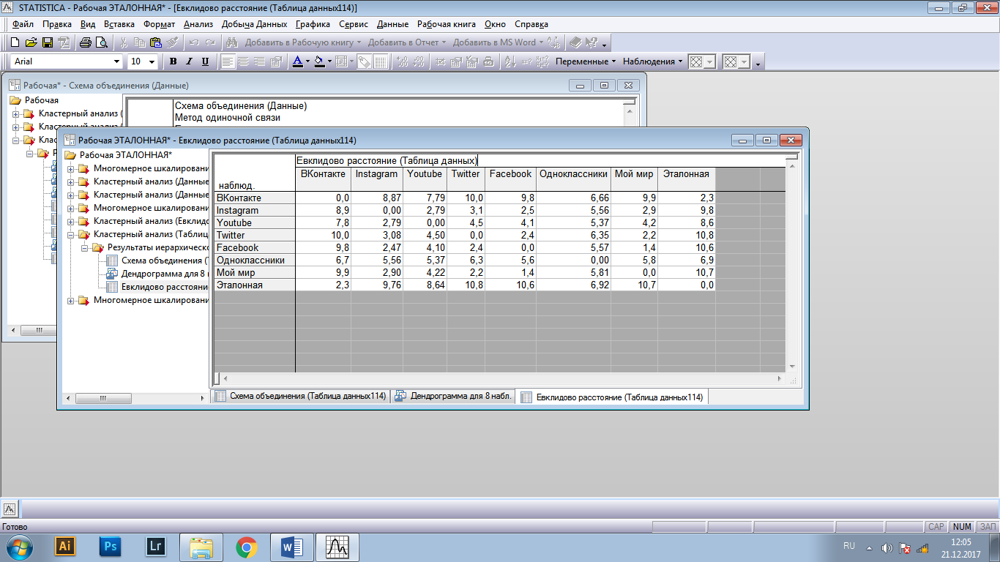 STATISTICA - Рабочая ЭТАЛОННАЯ* - [Евклидово расстояние (Таблица данных114)]
Файл Правка Вид Вставка Формат Анализ Добыча Данных Графика Сервис Данные Рабочая книга Окно Справка
Добавить в Рабочую книгу Добавить в Отчет Добавить в MS Word
Arial 10 B I U Переменные Наблюдения
Рабочая* - Схема объединения (Данные)
Рабочая
Кластерный анализ (
Кластерный анализ (
Клас
Р
Схема объединения (Данные)
Метод одиночной связи
Рабочая ЭТАЛОННАЯ* - Евклидово расстояние (Таблица данных114)
Рабочая ЭТАЛОННАЯ*
Многомерное шкалировани
Кластерный анализ (Данные
Кластерный анализ (Данные
Многомерное шкалировани
Кластерный анализ (Евклид
Кластерный анализ (Таблиц
Результаты иерархическо
Схема объединения (Т
Дендрограмма для 8 н
Евклидово расстояни
Многомерное шкалировани
Евклидово расстояние (Таблица данных)
наблюд. ВКонтакте Instagram Youtube Twitter Facebook Одноклассники Мой мир Эталонная
ВКонтакте 0,0 8,87 7,79 10,0 9,8 6,66 9,9 2,3
Instagram 8,9 0,00 2,79 3,1 2,5 5,56 2,9 9,8
Youtube 7,8 2,79 0,00 4,5 4,1 5,37 4,2 8,6
Twitter 10,0 3,08 4,50 0,0 2,4 6,35 2,2 10,8
Facebook 9,8 2,47 4,10 2,4 0,0 5,57 1,4 10,6
Одноклассники 6,7 5,56 5,37 6,3 5,6 0,00 5,8 6,9
Мой мир 9,9 2,90 4,22 2,2 1,4 5,81 0,0 10,7
Эталонная 2,3 9,76 8,64 10,8 10,6 6,92 10,7 0,0
Схема объединения (Таблица данных114) Дендрограмма для 8 набл. Евклидово расстояние (Таблица данных114)
Готово CAP NUM ЗАП
Ai Ps Lr W RU 12:05
21.12.2017